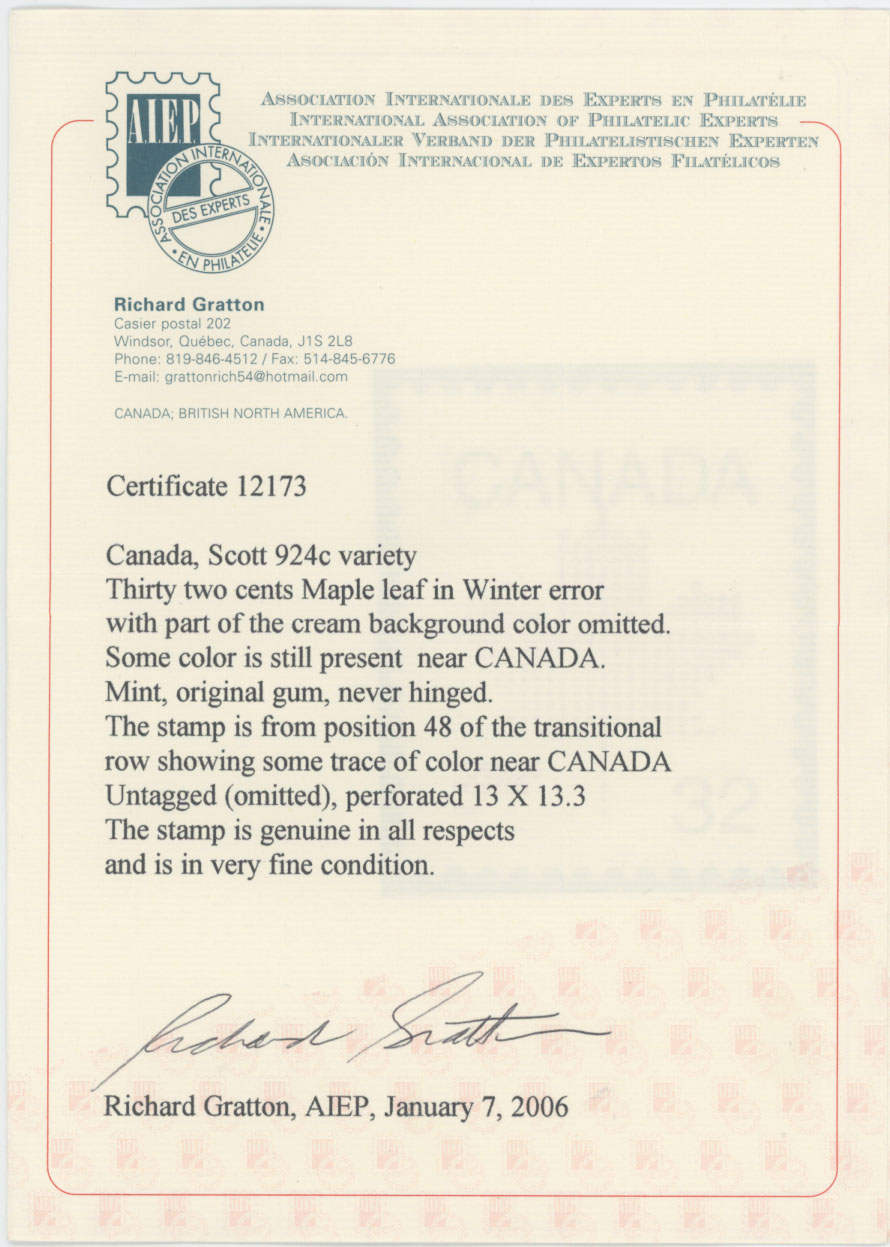 AIEP
ASSOCIATION INTERNATIONALE
DES EXPERTS
• EN PHILATELIE •
ASSOCIATION INTERNATIONALE DES EXPERTS EN PHILATÉLIE
INTERNATIONAL ASSOCIATION OF PHILATELIC EXPERTS
INTERNATIONALER VERBAND DER PHILATELISTISCHEN EXPERTEN
ASOCIACIÓN INTERNACIONAL DE EXPERTOS FILATÉLICOS
Richard Gratton
Casier postal 202
Windsor, Québec, Canada, J1S 2L8
Phone: 819-846-4512 / Fax: 514-845-6776
E-mail: grattonrich54@hotmail.com
CANADA; BRITISH NORTH AMERICA.
CANADA
Certificate 12173
Canada, Scott 924c variety
Thirty two cents Maple leaf in Winter error
with part of the cream background color omitted.
Some color is still present near CANADA.
Mint, original gum, never hinged.
The stamp is from position 48 of the transitional
row showing some trace of color near CANADA
Untagged (omitted), perforated 13 X 13.3
32
The stamp is genuine in all respects
and is in very fine condition.
Richard Gratton
Richard Gratton, AIEP, January 7, 2006